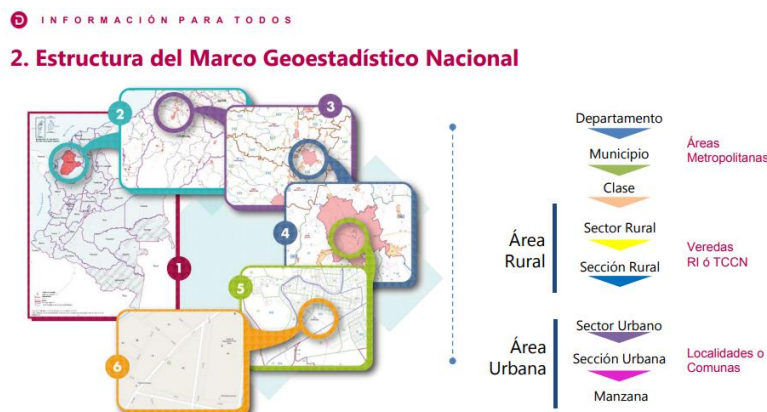 INFORMACIÓN PARA TODOS
2. Estructura del Marco Geoestadístico Nacional
1
2
3
4
5
6
Departamento
Municipio
Clase
Áreas
Metropolitanas
Área
Rural
Sector Rural
Sección Rural
Veredas
RI ó TCCN
Área
Urbana
Sector Urbano
Sección Urbana
Manzana
Localidades o
Comunas